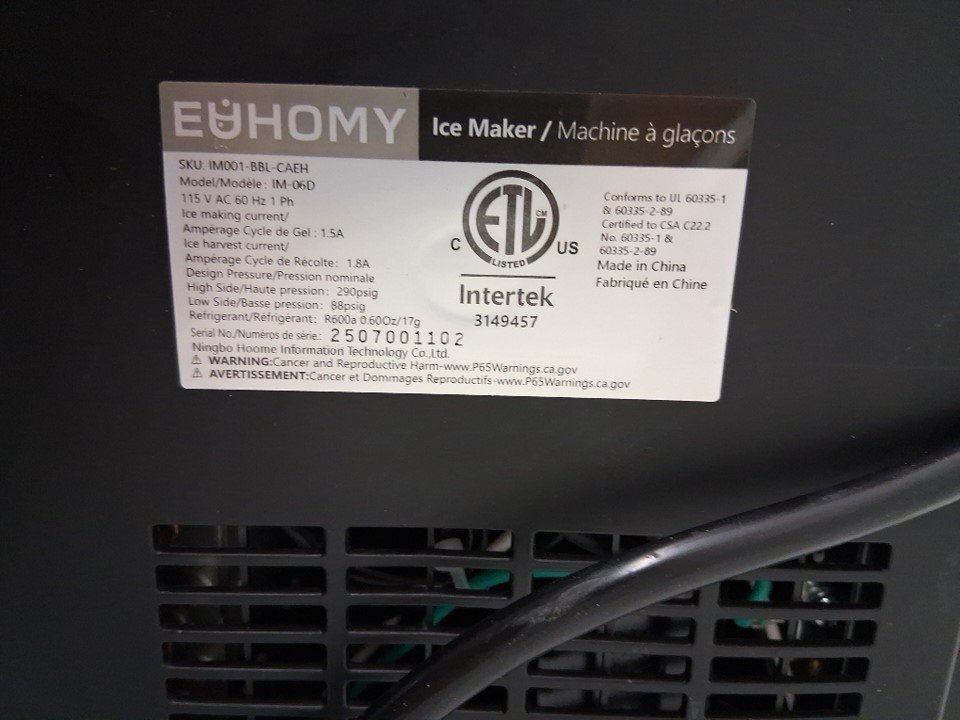 EUHOMY
Ice Maker / Machine à glaçons
SKU: IM001-BBL-CAEH
Model/Modèle : IM-06D
115 V AC 60 Hz 1 Ph
Ice making current/
Ampérage Cycle de Gel : 1.5A
Ice harvest current/
Ampérage Cycle de Récolte: 1.8A
Design Pressure/Pression nominale
High Side/Haute pression: 290psig
Low Side/Basse pression: 88psig
Refrigerant/Réfrigérant: R600a 0.60Oz/17g
Serial No./Numéros de série: 2507001102
Ningbo Hoome Information Technology Co.,Ltd.
⚠ WARNING:Cancer and Reproductive Harm-www.P65Warnings.ca.gov
⚠ AVERTISSEMENT:Cancer et Dommages Reproductifs-www.P65Warnings.ca.gov
ETL CM
LISTED
C US
Intertek
3149457
Conforms to UL 60335-1
& 60335-2-89
Certified to CSA C22.2
No. 60335-1 &
60335-2-89
Made in China
Fabriqué en Chine